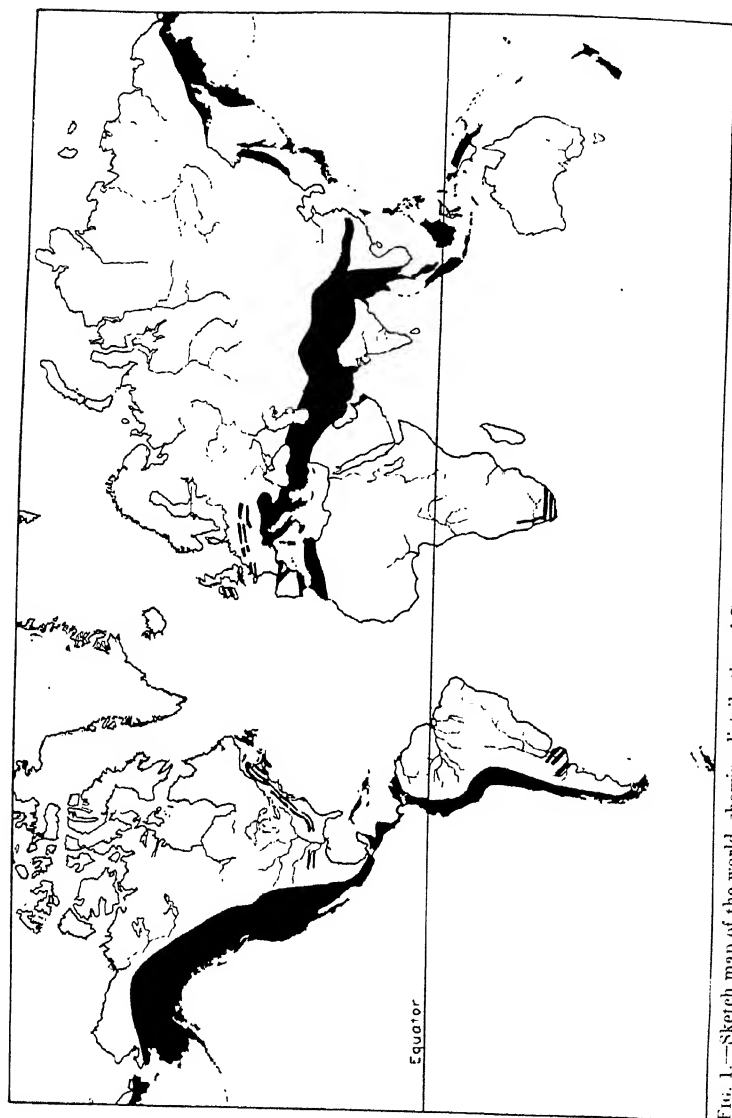 Equator
Fig. 1.—Sketch map of the world, showing distribution of